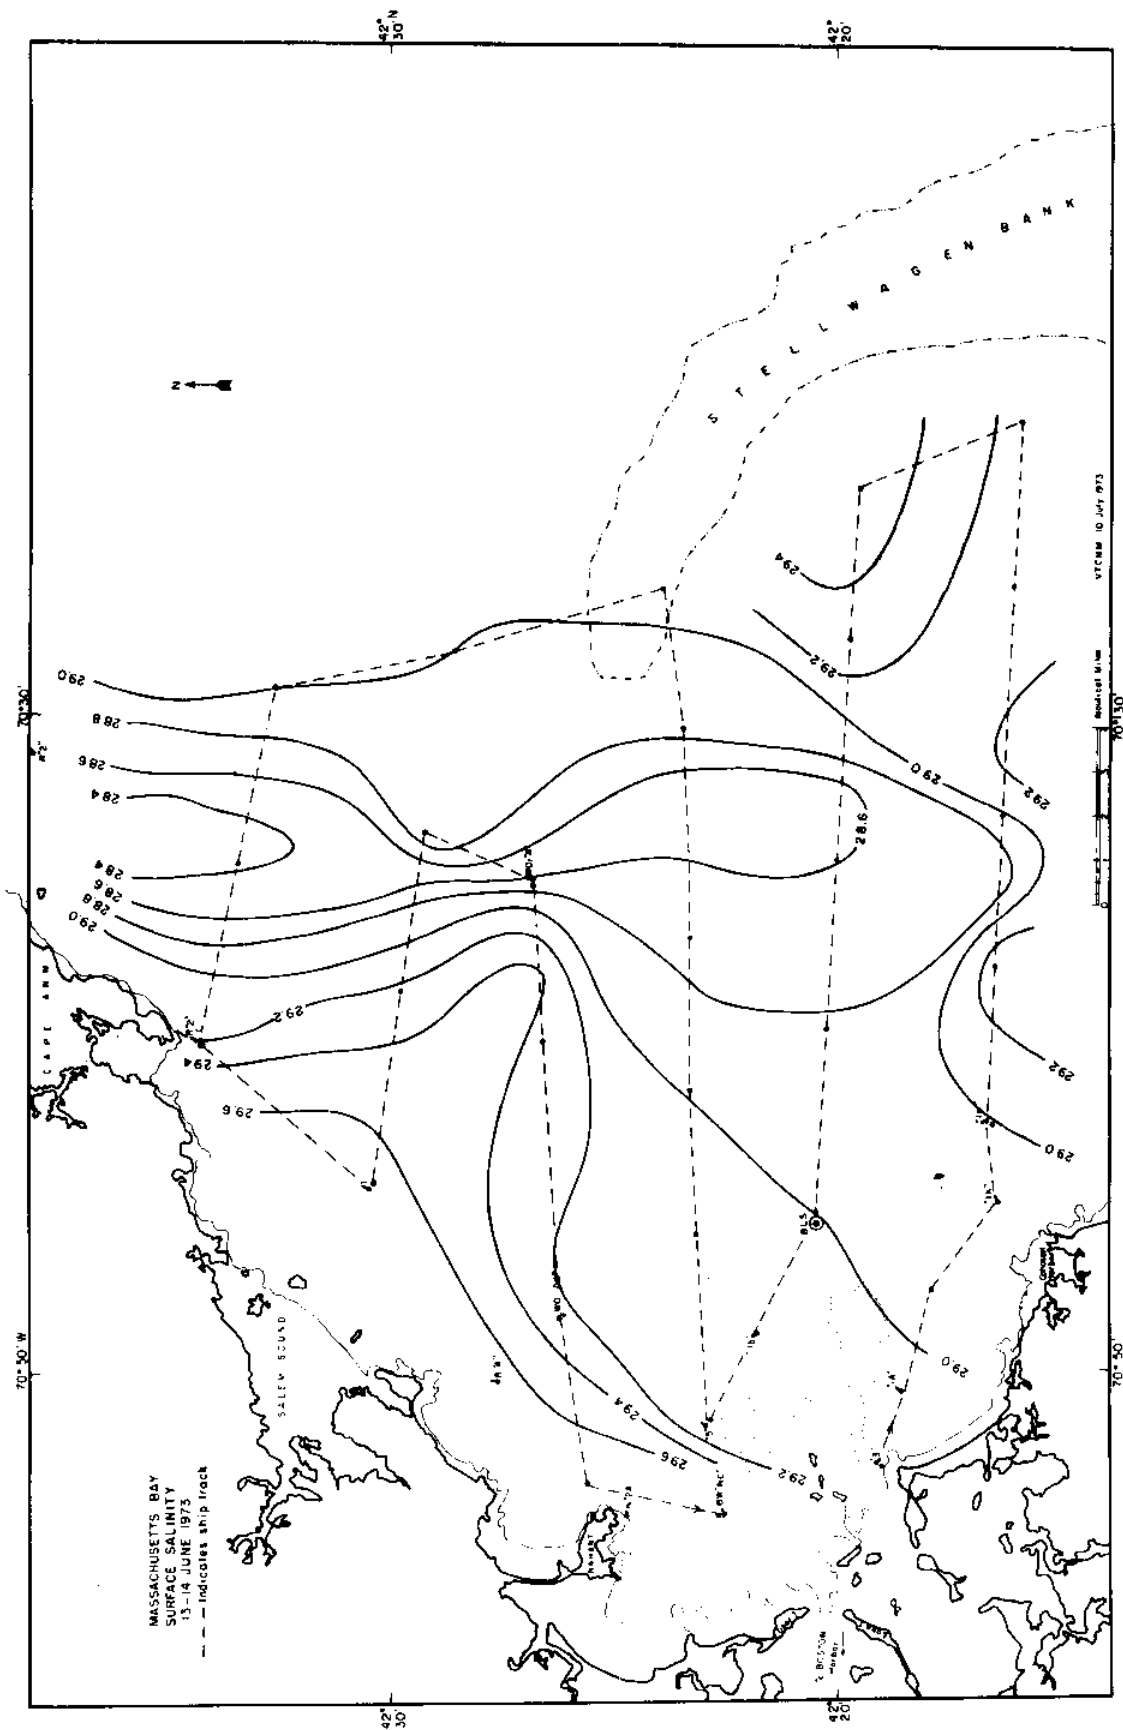 MASSACHUSETTS BAY
SURFACE SALINITY
13-14 JUNE 1973
--- Indicates ship track
42° 30' N
42° 20'
42° 30'
42° 20'
70° 30'
70° 30'
70° 50' W
70° 50'
N
CAPE ANN
SALEM SOUND
NAHANT
BOSTON
Harbor
STELLWAGEN BANK
BLS
29.0
28.8
28.6
28.4
28.4
28.6
28.8
29.0
29.2
29.4
29.6
29.4
29.2
29.0
29.2
28.6
29.2
29.0
29.0
29.4
29.6
29.2
Nautical Miles
VTCNM 10 July 1973